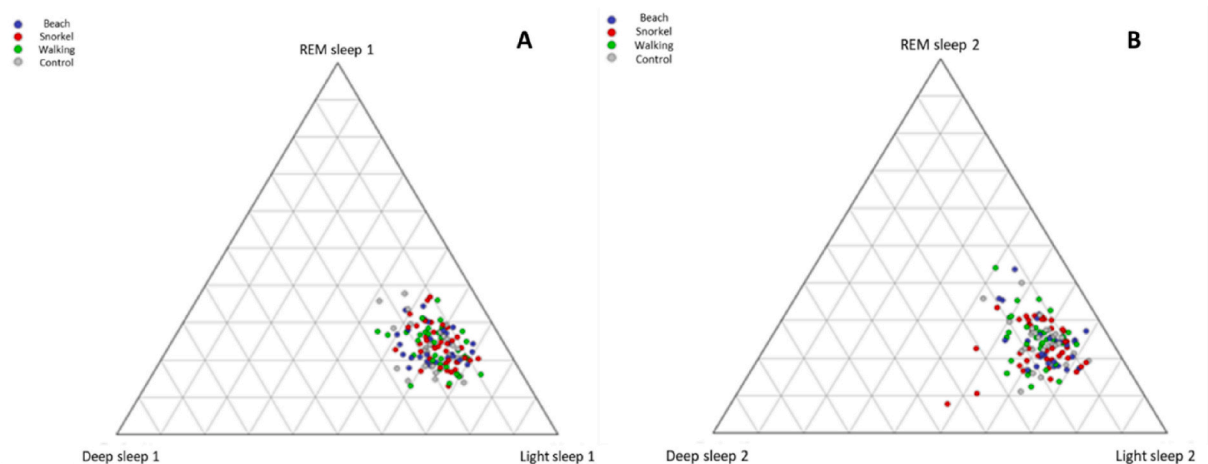 Beach
Snorkel
Walking
Control
A
REM sleep 1
Deep sleep 1
Light sleep 1
Beach
Snorkel
Walking
Control
B
REM sleep 2
Deep sleep 2
Light sleep 2